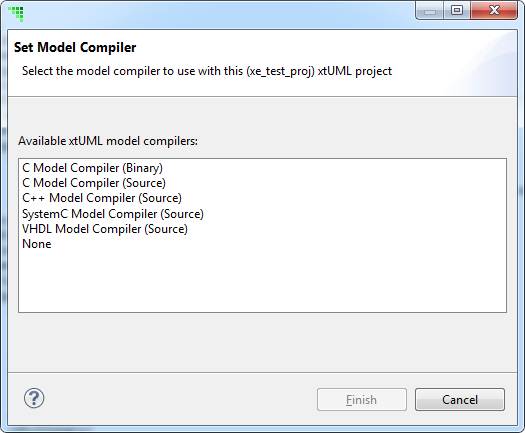 Set Model Compiler
Select the model compiler to use with this (xe_test_proj) xtUML project
Available xtUML model compilers:
C Model Compiler (Binary)
C Model Compiler (Source)
C++ Model Compiler (Source)
SystemC Model Compiler (Source)
VHDL Model Compiler (Source)
None
?
Finish
Cancel